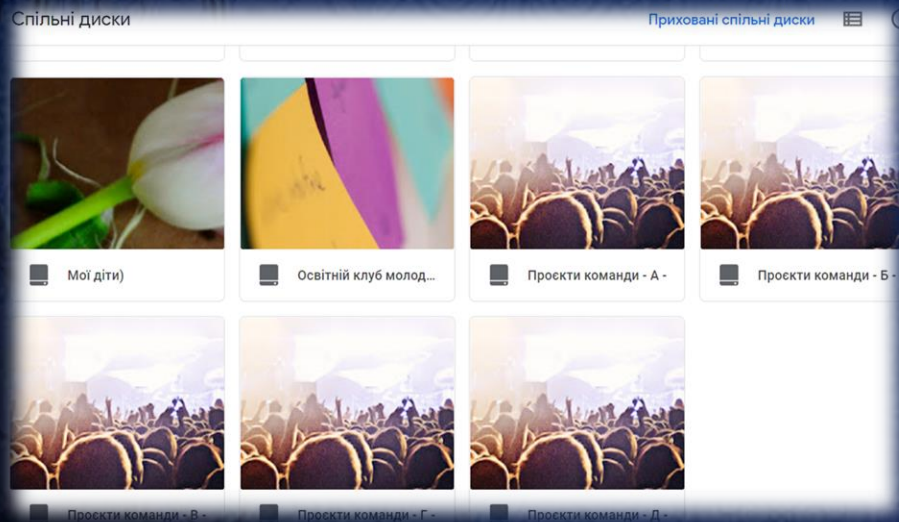 Спільні диски
Приховані спільні диски
Мої діти)
Освітній клуб молод...
Проєкти команди - А -
Проєкти команди - Б -
Проєкти команди - В -
Проєкти команди - Г -
Проєкти команди - Д -